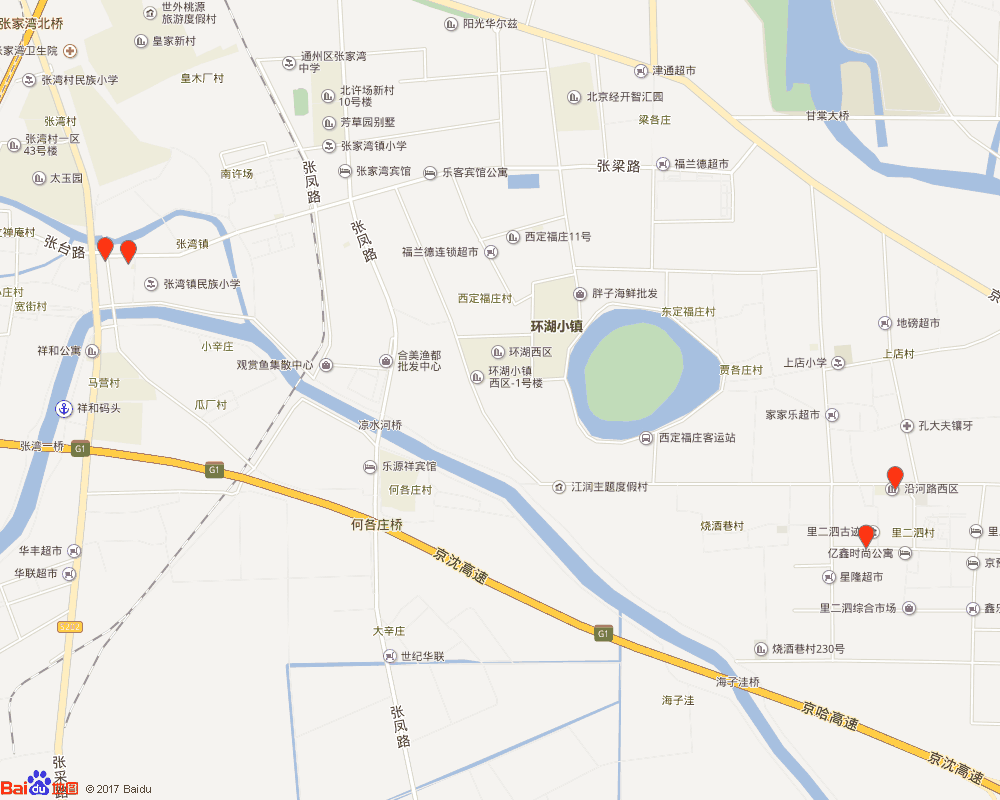 世外桃源
旅游度假村
阳光华尔兹
张家湾北桥
皇家新村
张家湾卫生院
通州区张家湾
中学
津通超市
张湾村民族小学
皇木厂村
北许场新村
10号楼
北京经开智汇园
甘棠大桥
张湾村
芳草园别墅
梁各庄
张湾村一区
43号楼
张家湾镇小学
张梁路
福兰德超市
太玉园
南许场
张凤路
张家湾宾馆
乐客宾馆公寓
张台路
张湾镇
张凤路
西定福庄11号
福兰德连锁超市
张湾镇民族小学
西定福庄村
胖子海鲜批发
宽街村
环湖小镇
东定福庄村
地磅超市
祥和公寓
小辛庄
合美渔都
批发中心
环湖西区
上店村
上店小学
观赏鱼集散中心
环湖小镇
西区-1号楼
贾各庄村
马营村
祥和码头
瓜厂村
家家乐超市
凉水河桥
孔大夫镶牙
张湾一桥
G1
西定福庄客运站
G1
乐源祥宾馆
何各庄村
江润主题度假村
沿河路西区
何各庄桥
烧酒巷村
里二泗古迹
里二泗村
华丰超市
京沈高速
亿鑫时尚公寓
华联超市
星隆超市
里二泗综合市场
大辛庄
G1
烧酒巷村230号
世纪华联
海子洼桥
海子洼
张凤路
京哈高速
张采路
京沈高速
Bai du 地图
© 2017 Baidu